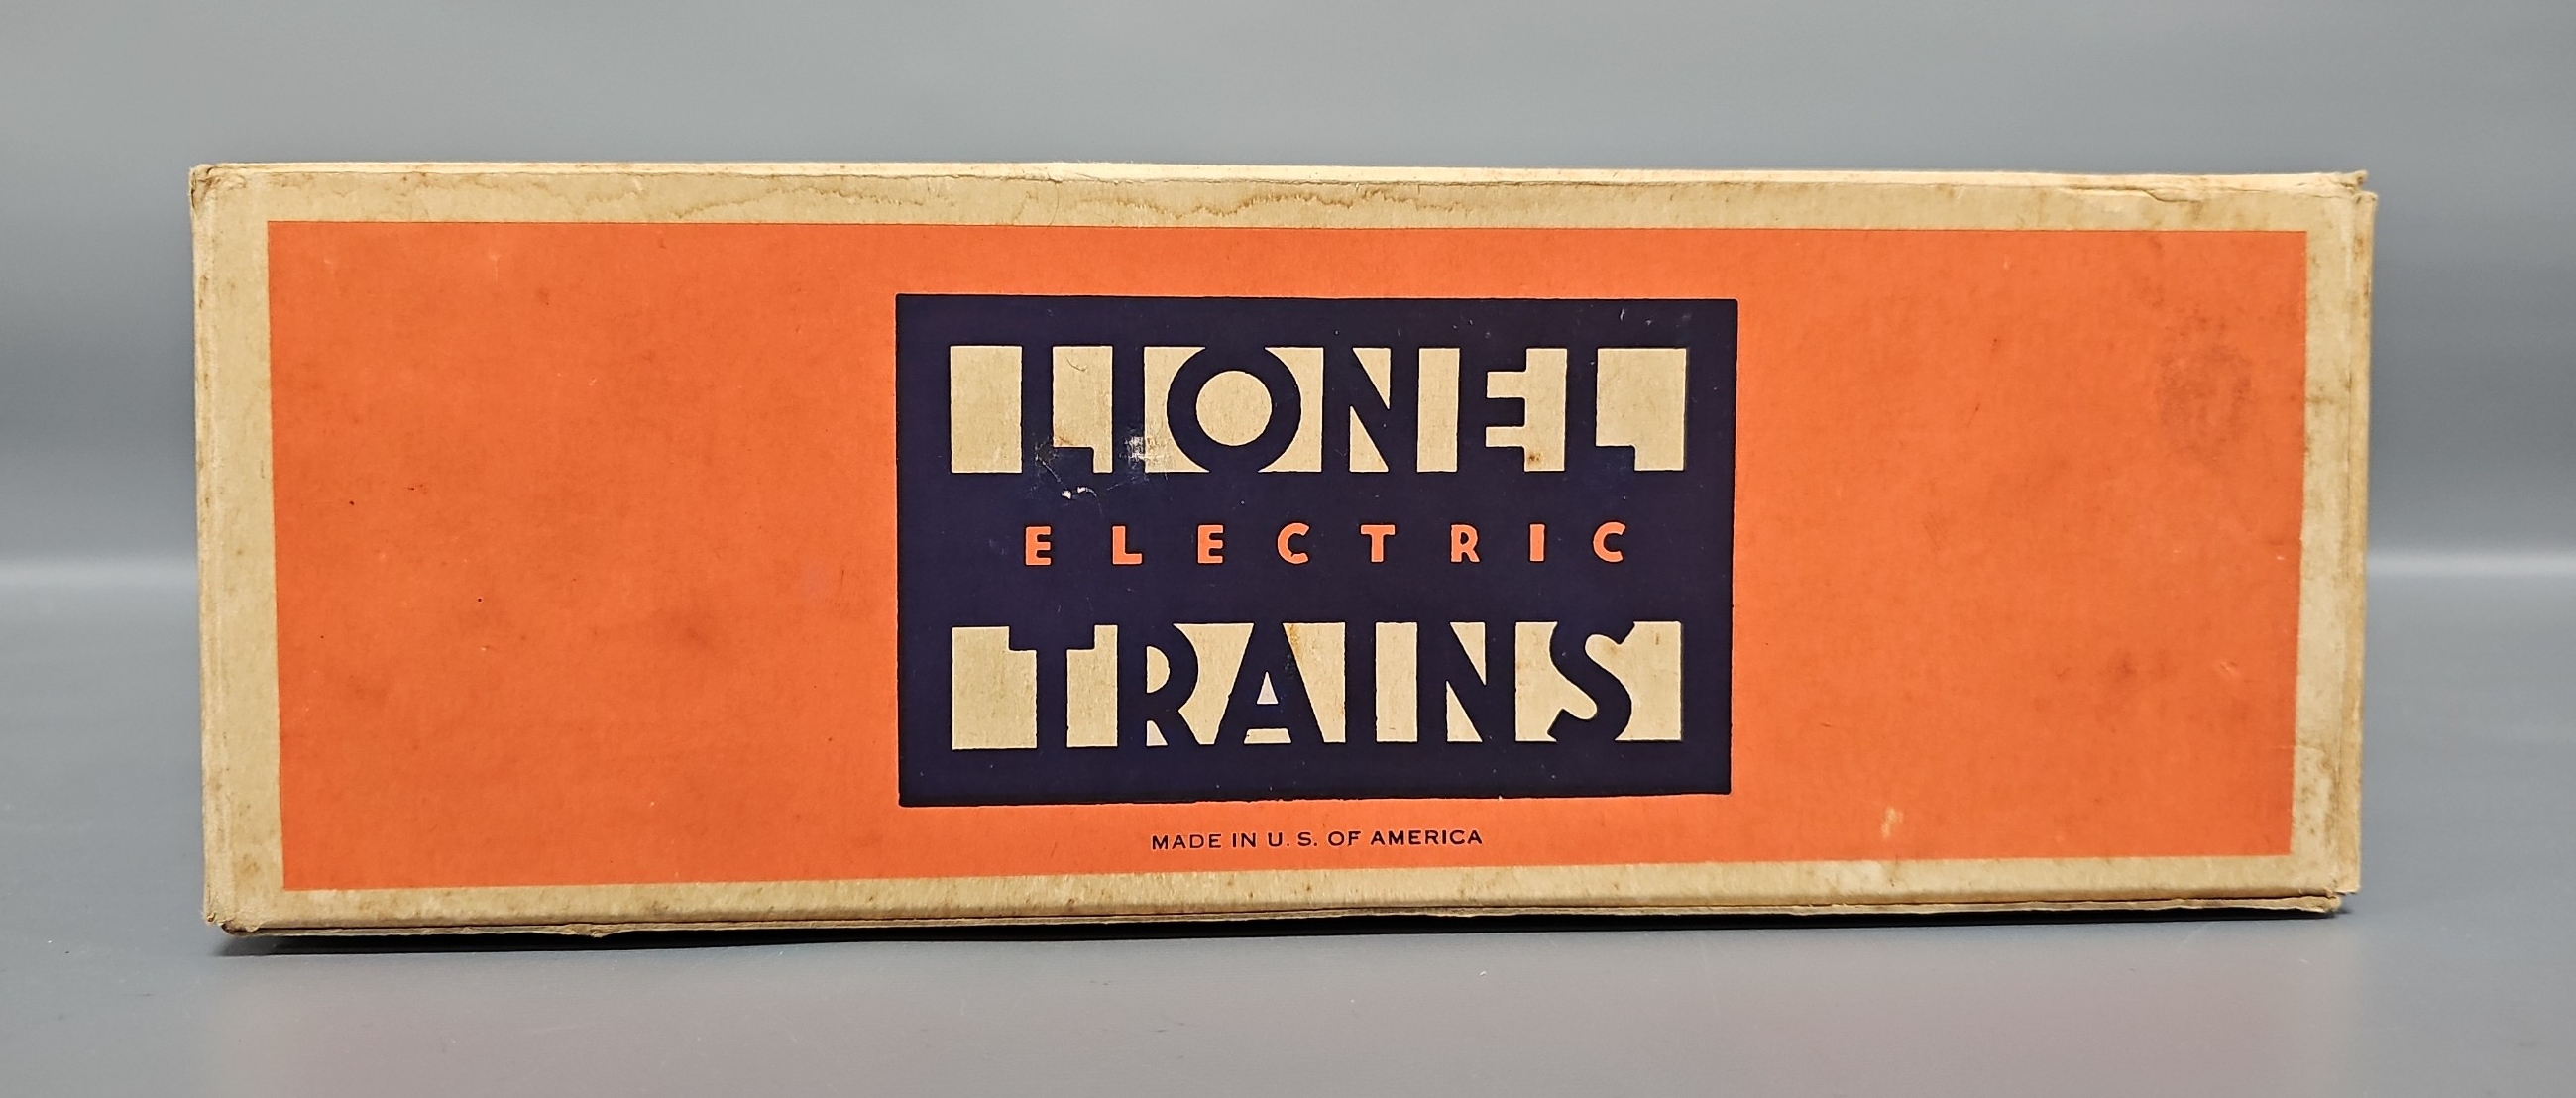 LIONEL
ELECTRIC
TRAINS
MADE IN U. S. OF AMERICA